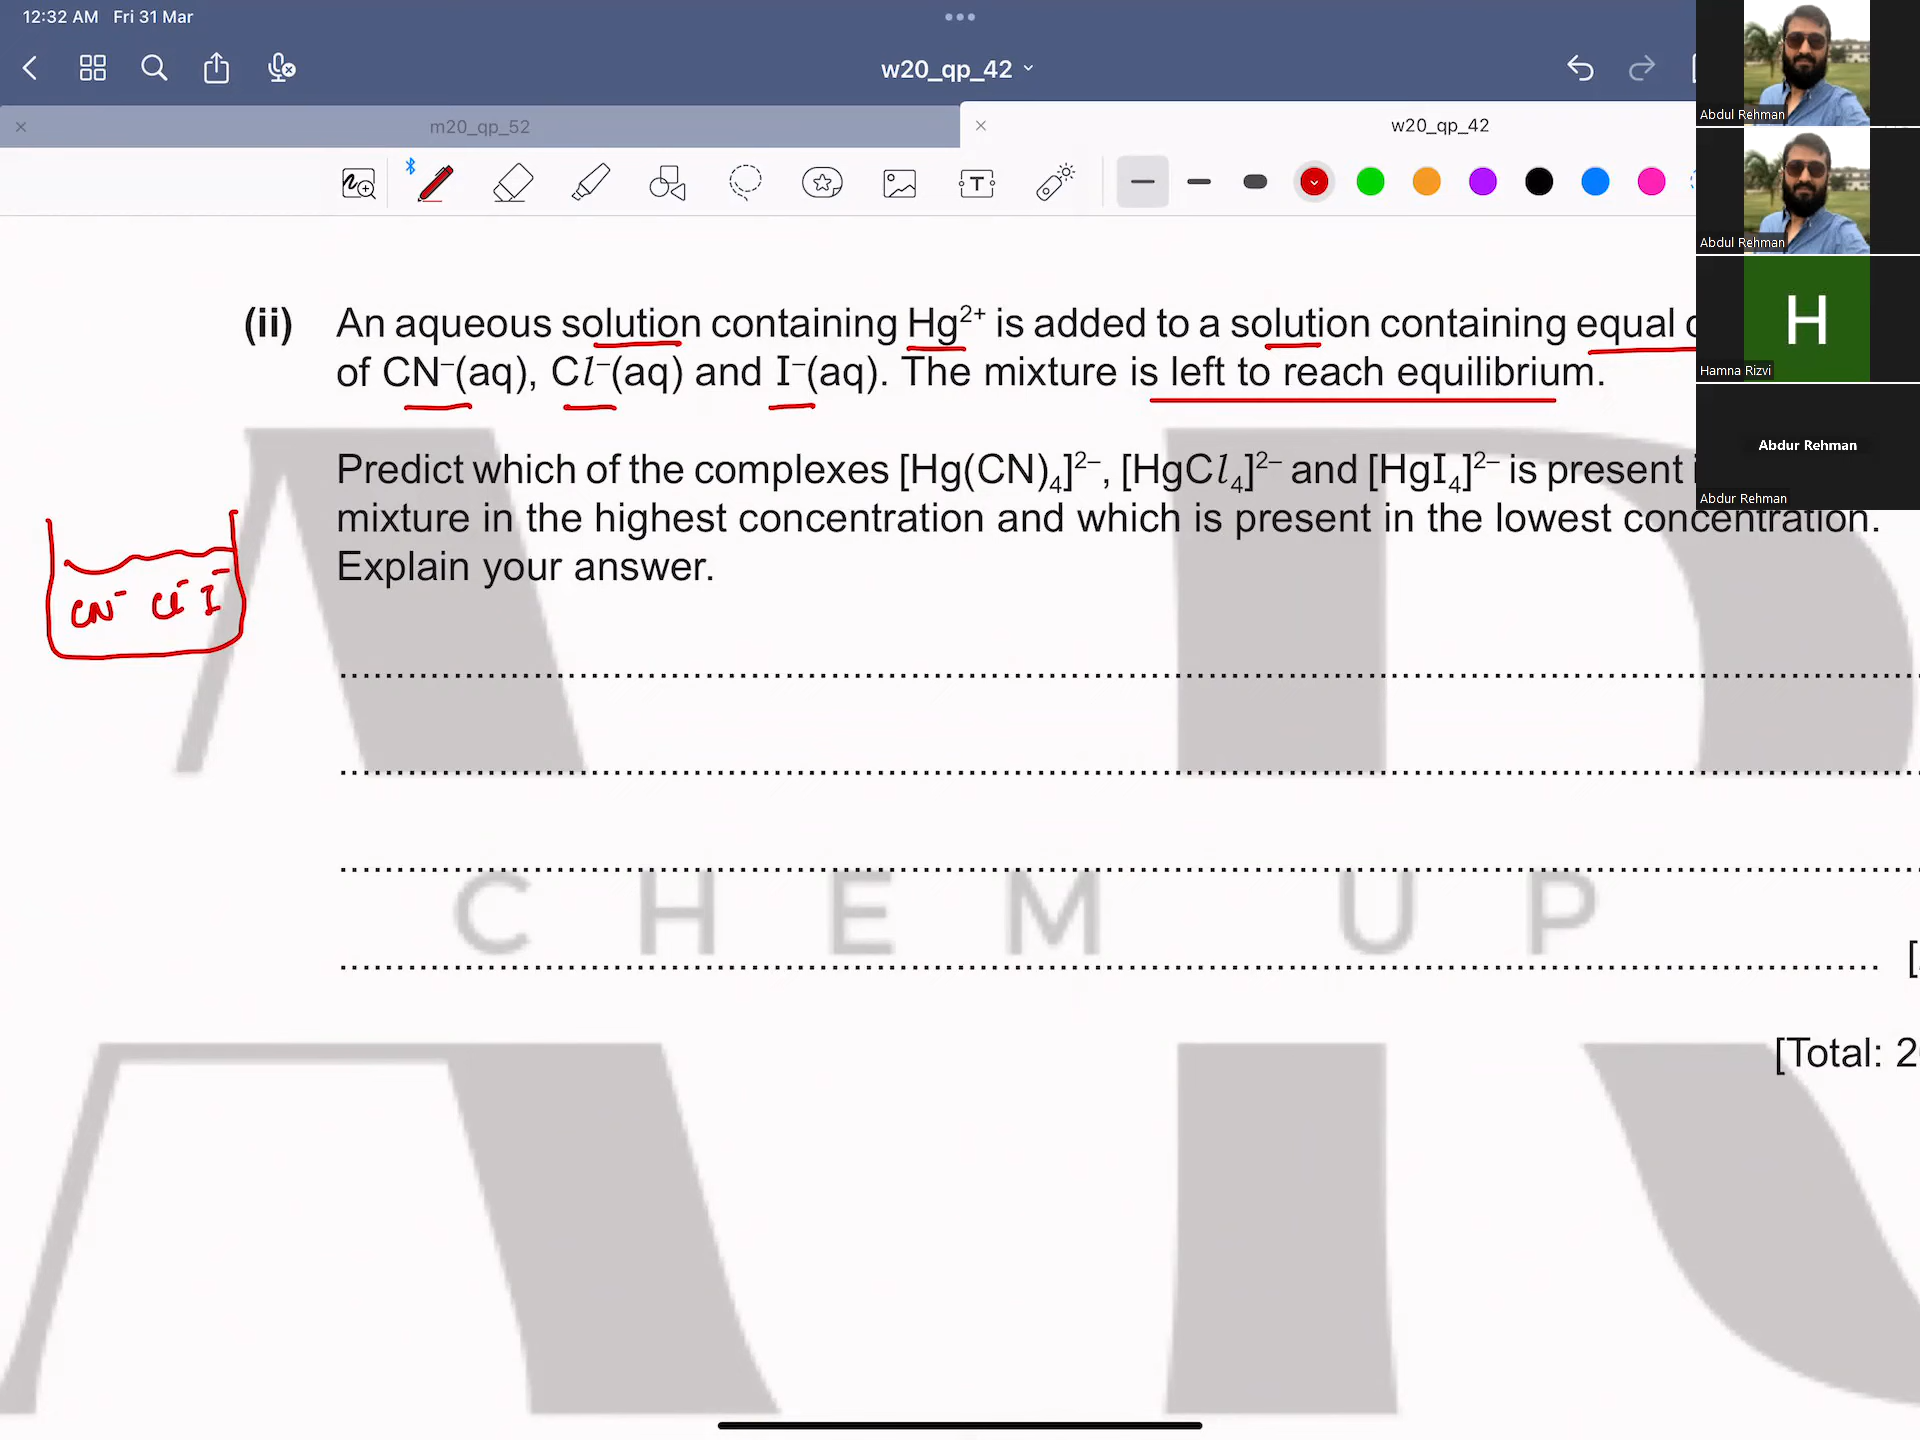 12:32 AM Fri 31 Mar
w20_qp_42
m20_qp_52
w20_qp_42
Abdul Rehman
Abdul Rehman
H
Hamna Rizvi
Abdur Rehman
Abdur Rehman
(ii) An aqueous solution containing Hg²⁺ is added to a solution containing equal
of CN⁻(aq), Cl⁻(aq) and I⁻(aq). The mixture is left to reach equilibrium.
Predict which of the complexes [Hg(CN)₄]²⁻, [HgCl₄]²⁻ and [HgI₄]²⁻ is present
mixture in the highest concentration and which is present in the lowest concentration.
Explain your answer.
CN⁻ Cl⁻ I⁻
CHEM UP
[Total: 2